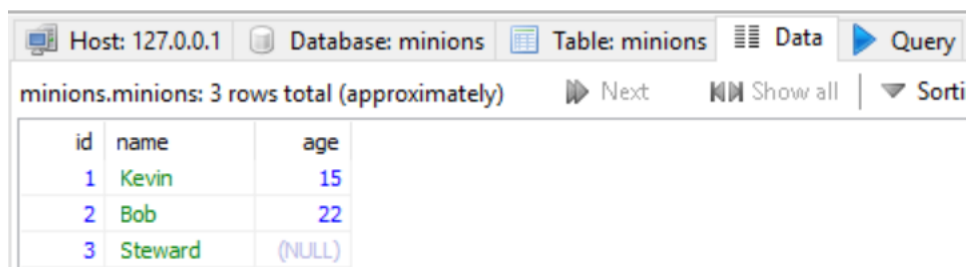 Host: 127.0.0.1 Database: minions Table: minions Data Query
minions.minions: 3 rows total (approximately) Next Show all Sorti
id name age
1 Kevin 15
2 Bob 22
3 Steward (NULL)